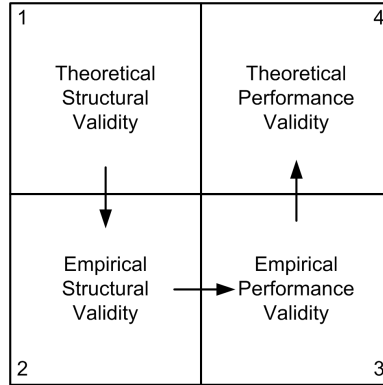 1
Theoretical
Structural
Validity
4
Theoretical
Performance
Validity
Empirical
Structural
Validity
2
Empirical
Performance
Validity
3